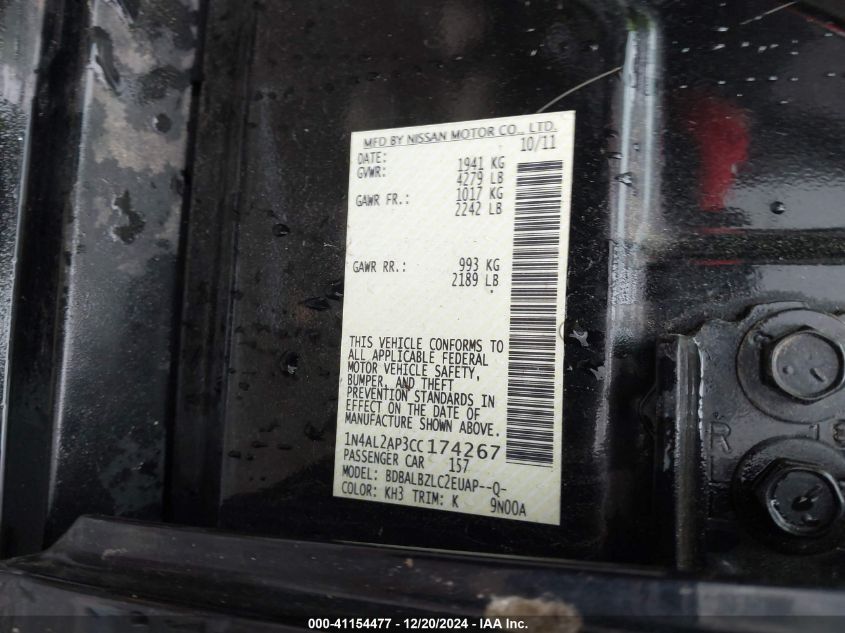 MFD BY NISSAN MOTOR CO., LTD.
DATE: 10/11
GVWR: 1941 KG
4279 LB
GAWR FR.: 1017 KG
2242 LB
GAWR RR.: 993 KG
2189 LB
THIS VEHICLE CONFORMS TO
ALL APPLICABLE FEDERAL
MOTOR VEHICLE SAFETY,
BUMPER, AND THEFT
PREVENTION STANDARDS IN
EFFECT ON THE DATE OF
MANUFACTURE SHOWN ABOVE.
1N4AL2AP3CC174267
PASSENGER CAR 157
MODEL: BDBALBZLC2EUAP--Q-
COLOR: KH3 TRIM: K 9N00A
R
000-41154477 - 12/20/2024 - IAA Inc.